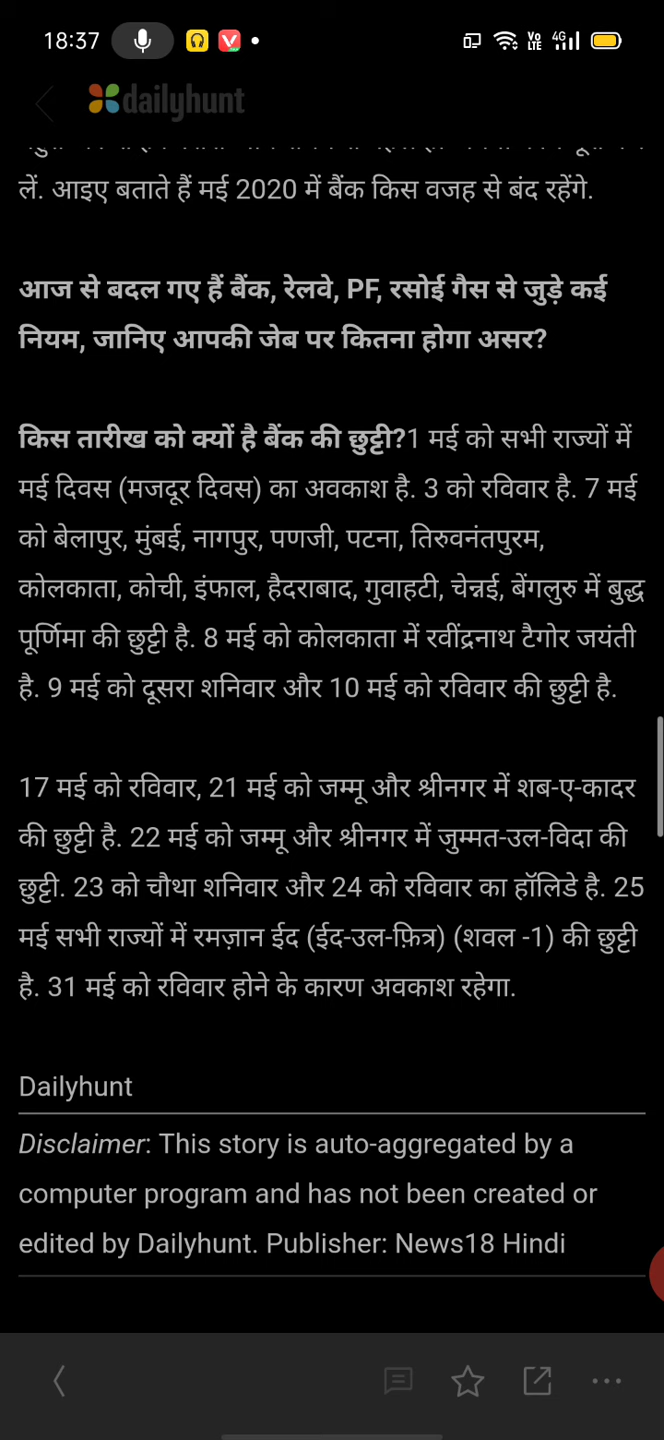 18:37
Vo LTE 4G
dailyhunt
लें. आइए बताते हैं मई 2020 में बैंक किस वजह से बंद रहेंगे.
आज से बदल गए हैं बैंक, रेलवे, PF, रसोई गैस से जुड़े कई
नियम, जानिए आपकी जेब पर कितना होगा असर?
किस तारीख को क्यों है बैंक की छुट्टी?1 मई को सभी राज्यों में
मई दिवस (मजदूर दिवस) का अवकाश है. 3 को रविवार है. 7 मई
को बेलापुर, मुंबई, नागपुर, पणजी, पटना, तिरुवनंतपुरम,
कोलकाता, कोची, इंफाल, हैदराबाद, गुवाहटी, चेन्नई, बेंगलुरु में बुद्ध
पूर्णिमा की छुट्टी है. 8 मई को कोलकाता में रवींद्रनाथ टैगोर जयंती
है. 9 मई को दूसरा शनिवार और 10 मई को रविवार की छुट्टी है.
17 मई को रविवार, 21 मई को जम्मू और श्रीनगर में शब-ए-कादर
की छुट्टी है. 22 मई को जम्मू और श्रीनगर में जुम्मत-उल-विदा की
छुट्टी. 23 को चौथा शनिवार और 24 को रविवार का हॉलिडे है. 25
मई सभी राज्यों में रमज़ान ईद (ईद-उल-फ़ित्र) (शवल -1) की छुट्टी
है. 31 मई को रविवार होने के कारण अवकाश रहेगा.
Dailyhunt
Disclaimer: This story is auto-aggregated by a
computer program and has not been created or
edited by Dailyhunt. Publisher: News18 Hindi